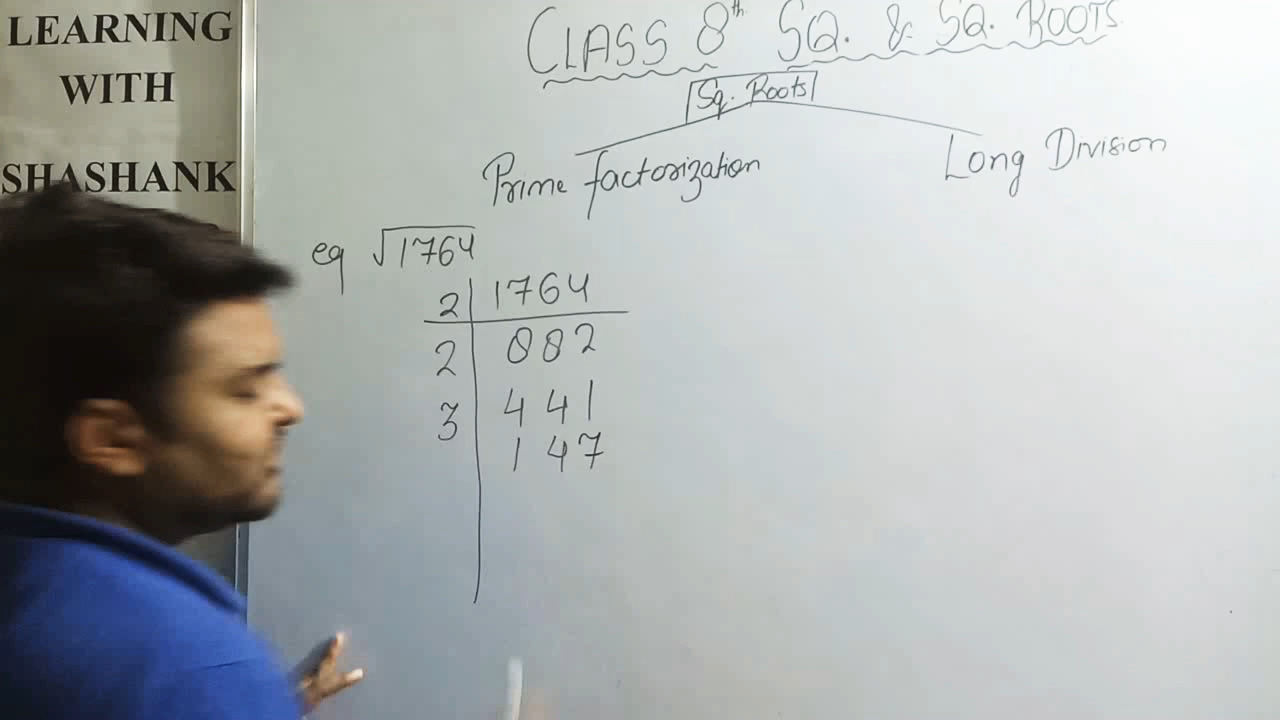 LEARNING
WITH
SHASHANK
CLASS 8th SQ. & SQ. ROOTS
Sq. Roots
Prime factorization
Long Division
eg √1764
2 | 1764
2 | 882
3 | 441
147